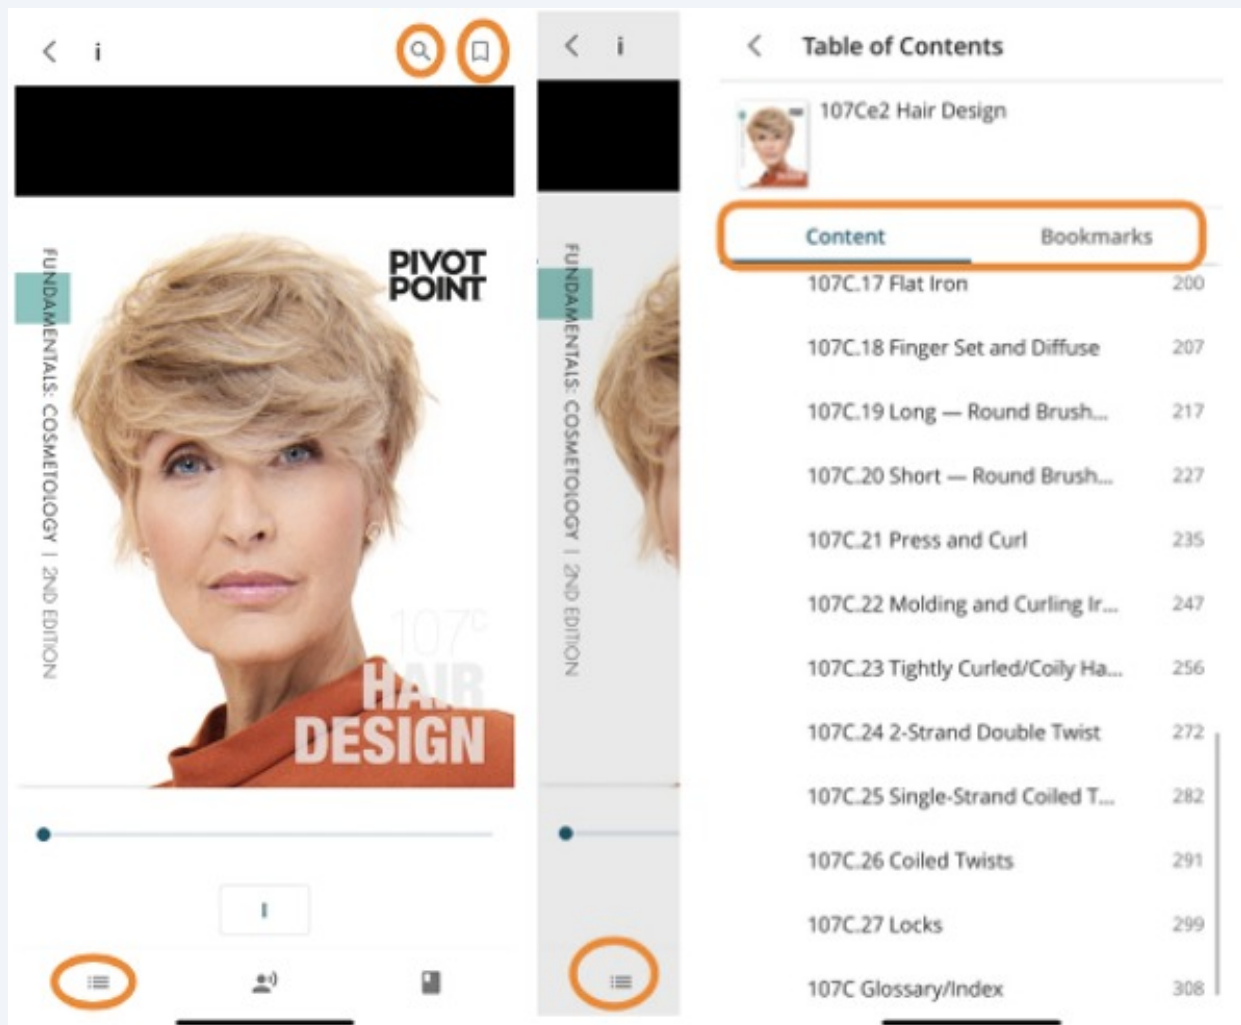 i
PIVOT
POINT
FUNDAMENTALS: COSMETOLOGY | 2ND EDITION
107C
HAIR
DESIGN
I
i
FUNDAMENTALS: COSMETOLOGY | 2ND EDITION
Table of Contents
107Ce2 Hair Design
Content Bookmarks
107C.17 Flat Iron 200
107C.18 Finger Set and Diffuse 207
107C.19 Long — Round Brush... 217
107C.20 Short — Round Brush... 227
107C.21 Press and Curl 235
107C.22 Molding and Curling Ir... 247
107C.23 Tightly Curled/Coily Ha... 256
107C.24 2-Strand Double Twist 272
107C.25 Single-Strand Coiled T... 282
107C.26 Coiled Twists 291
107C.27 Locks 299
107C Glossary/Index 308